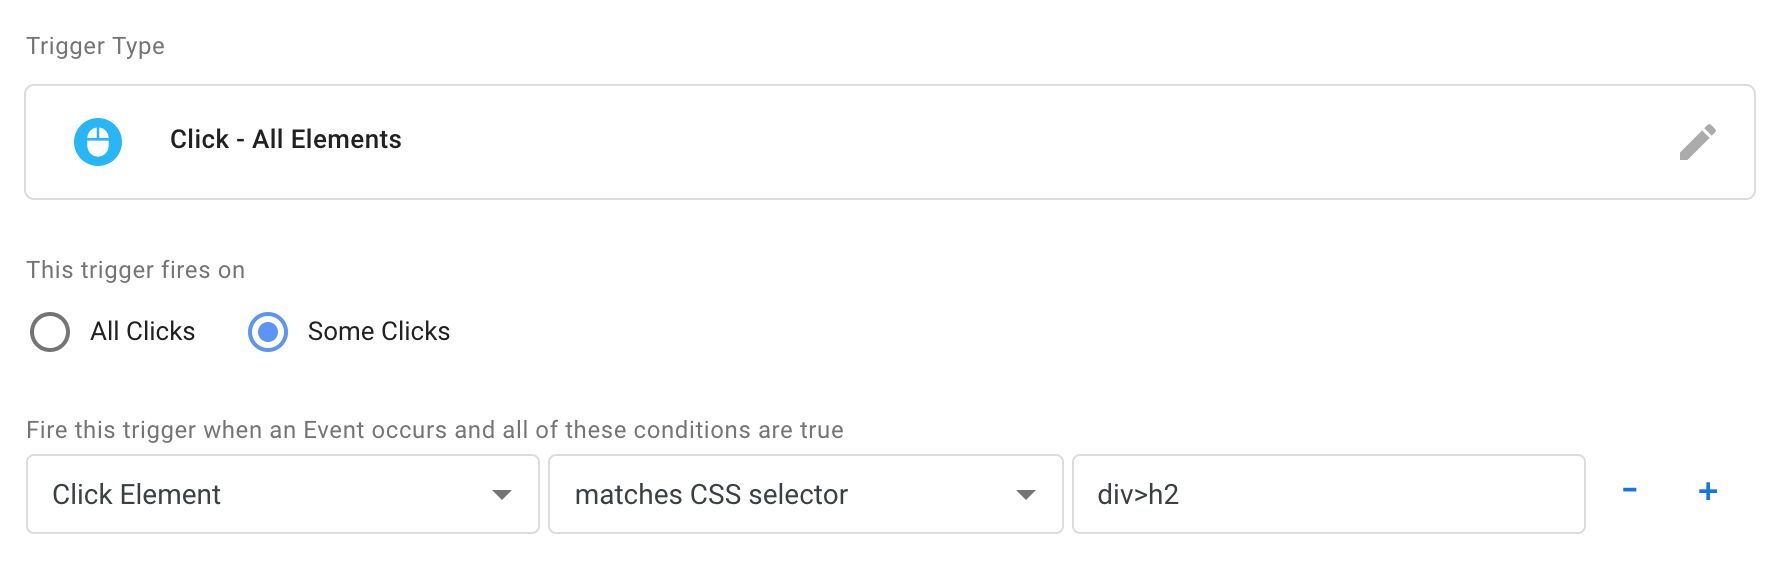 Trigger Type
Click - All Elements
This trigger fires on
All Clicks Some Clicks
Fire this trigger when an Event occurs and all of these conditions are true
Click Element matches CSS selector div>h2 - +